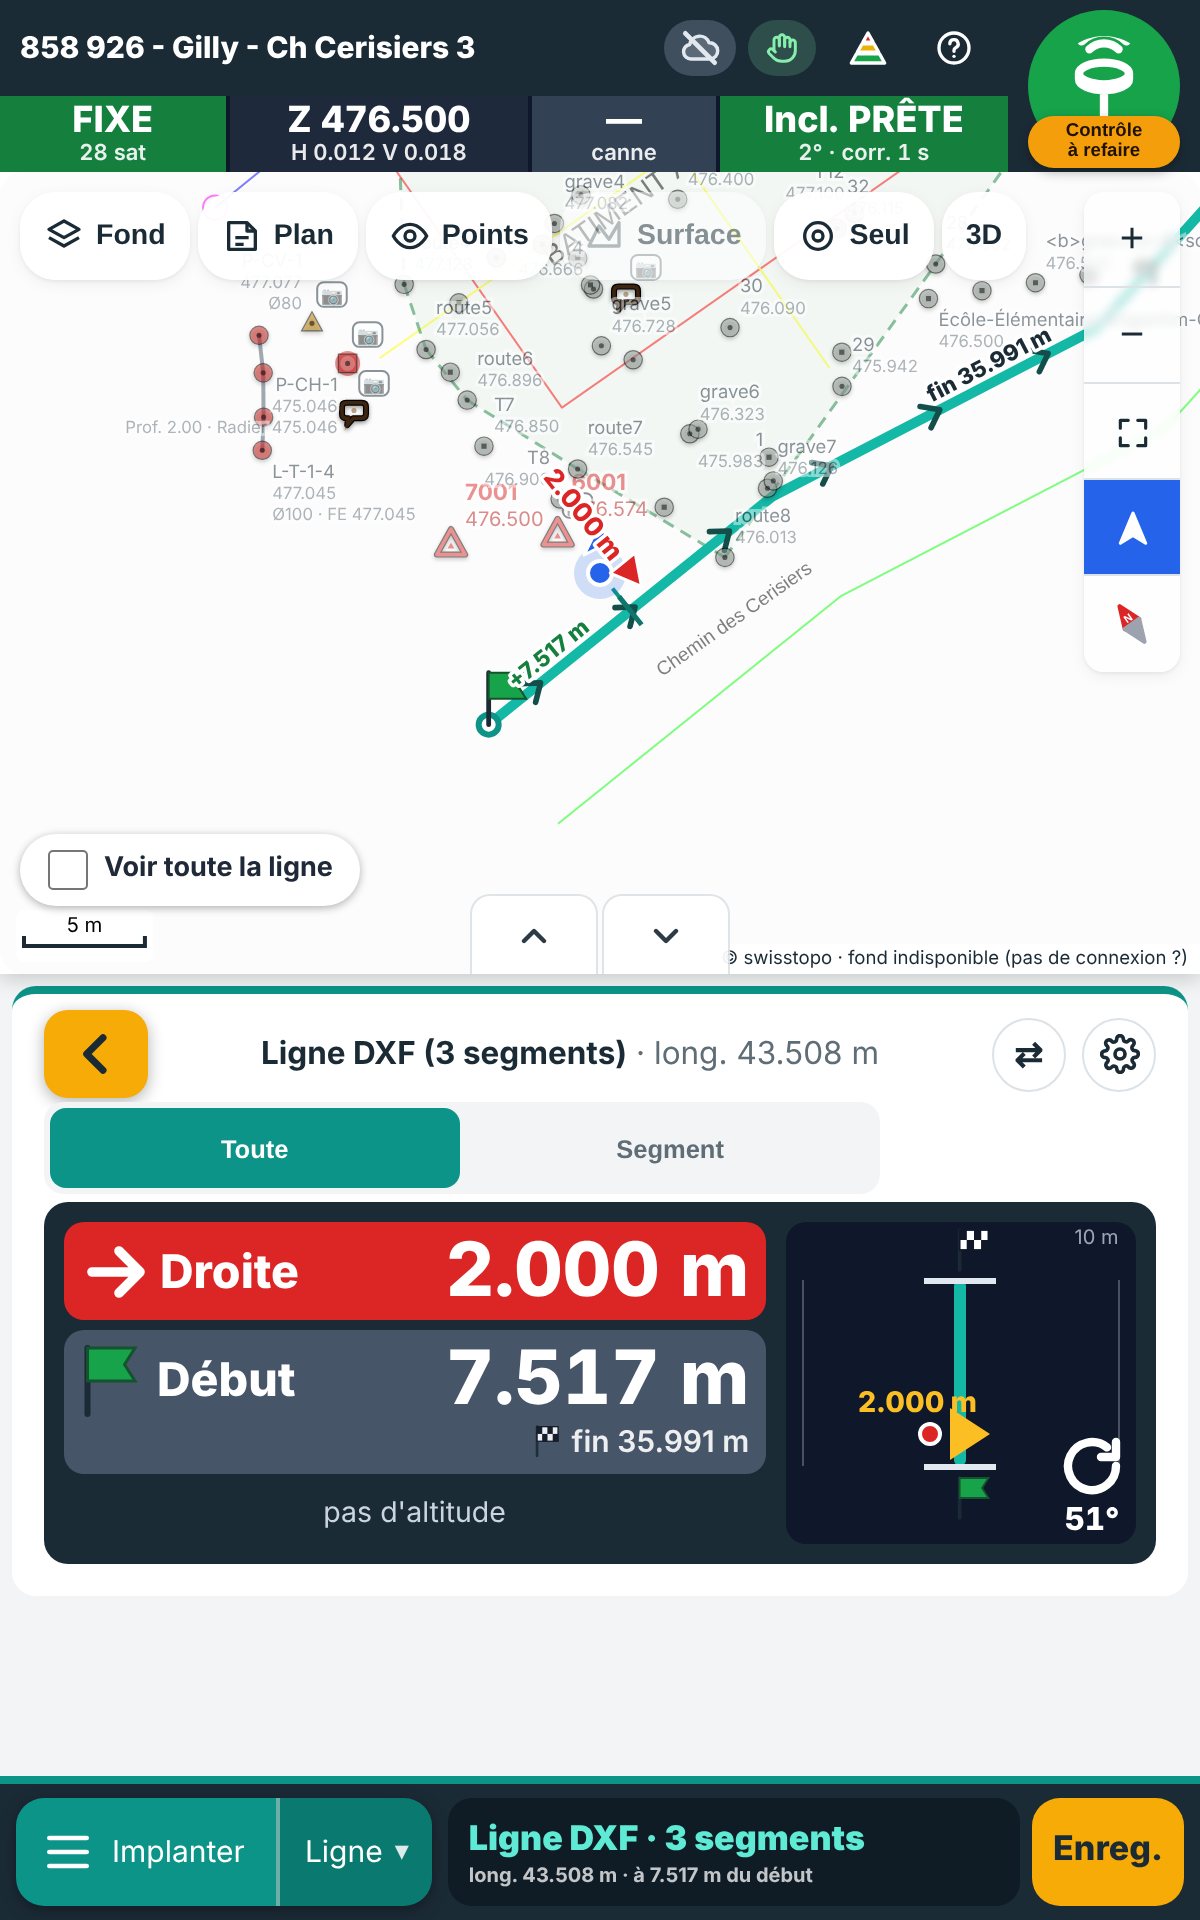 858 926 - Gilly - Ch Cerisiers 3
Contrôle
à refaire
FIXE
28 sat
Z 476.500
H 0.012 V 0.018
—
canne
Incl. PRÊTE
2° · corr. 1 s
Fond
Plan
Points
Surface
Seul
3D
grave4
477.082
476.400
32
477.077
Ø80
route5
477.056
grave5
476.728
30
476.090
476.500
29
475.942
fin 35.991 m
route6
476.896
P-CH-1
475.046
Prof. 2.00 · Radier 475.046
T7
476.850
grave6
476.323
route7
476.545
1
475.983
grave7
476.126
T8
L-T-1-4
477.045
Ø100 · FE 477.045
7001
476.500
2.000 m
route8
476.013
Chemin des Cerisiers
+7.517 m
N
Voir toute la ligne
5 m
© swisstopo · fond indisponible (pas de connexion ?)
Ligne DXF (3 segments) · long. 43.508 m
Toute
Segment
Droite
2.000 m
Début
7.517 m
fin 35.991 m
pas d'altitude
10 m
2.000 m
51°
Implanter
Ligne ▾
Ligne DXF · 3 segments
long. 43.508 m · à 7.517 m du début
Enreg.